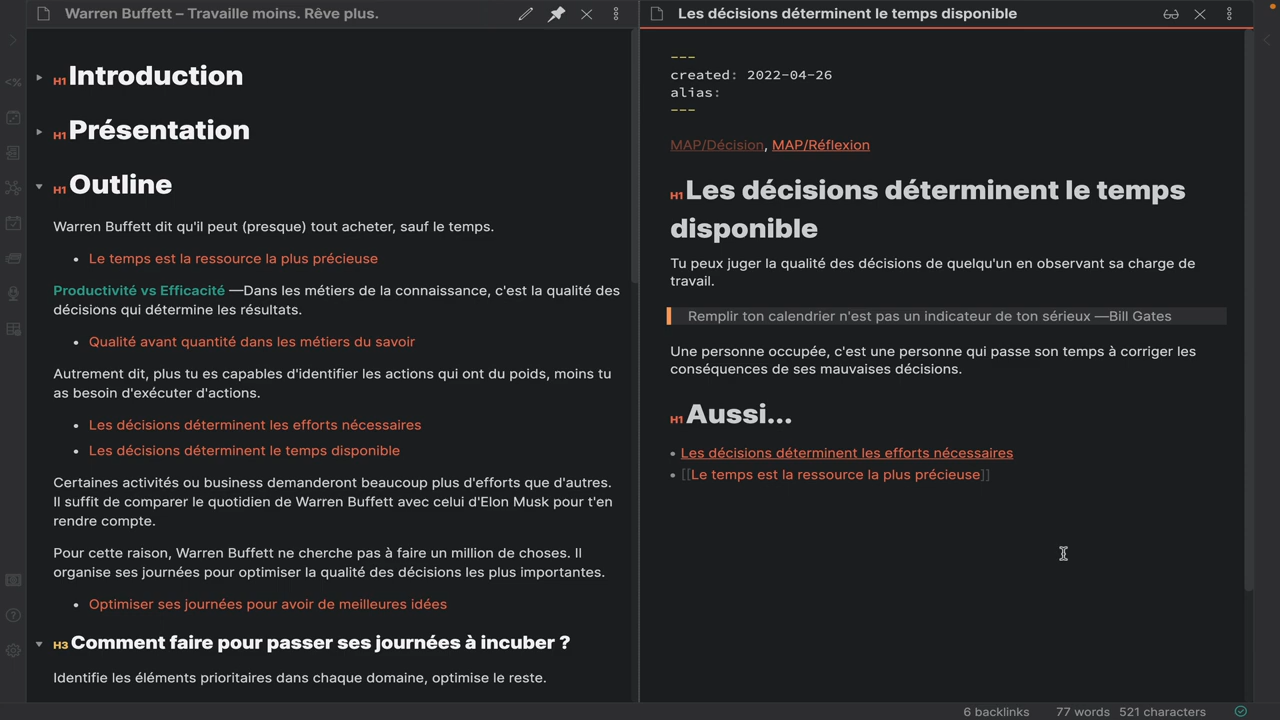 Warren Buffett – Travaille moins. Rêve plus.
H1 Introduction
H1 Présentation
H1 Outline
Warren Buffett dit qu'il peut (presque) tout acheter, sauf le temps.
• Le temps est la ressource la plus précieuse
Productivité vs Efficacité —Dans les métiers de la connaissance, c'est la qualité des
décisions qui détermine les résultats.
• Qualité avant quantité dans les métiers du savoir
Autrement dit, plus tu es capables d'identifier les actions qui ont du poids, moins tu
as besoin d'exécuter d'actions.
• Les décisions déterminent les efforts nécessaires
• Les décisions déterminent le temps disponible
Certaines activités ou business demanderont beaucoup plus d'efforts que d'autres.
Il suffit de comparer le quotidien de Warren Buffett avec celui d'Elon Musk pour t'en
rendre compte.
Pour cette raison, Warren Buffett ne cherche pas à faire un million de choses. Il
organise ses journées pour optimiser la qualité des décisions les plus importantes.
• Optimiser ses journées pour avoir de meilleures idées
H3 Comment faire pour passer ses journées à incuber ?
Identifie les éléments prioritaires dans chaque domaine, optimise le reste.
Les décisions déterminent le temps disponible
---
created: 2022-04-26
alias:
---
MAP/Décision, MAP/Réflexion
H1 Les décisions déterminent le temps
disponible
Tu peux juger la qualité des décisions de quelqu'un en observant sa charge de
travail.
Remplir ton calendrier n'est pas un indicateur de ton sérieux —Bill Gates
Une personne occupée, c'est une personne qui passe son temps à corriger les
conséquences de ses mauvaises décisions.
H1 Aussi...
• Les décisions déterminent les efforts nécessaires
• [[Le temps est la ressource la plus précieuse]]
6 backlinks 77 words 521 characters